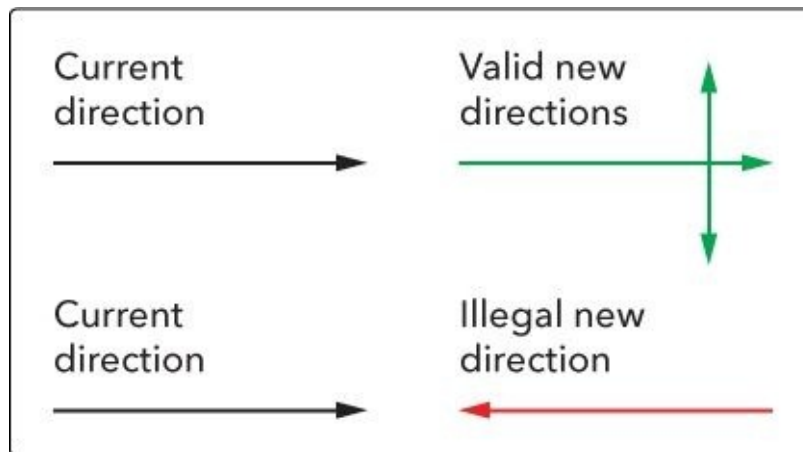 Current
direction
Valid new
directions
Current
direction
Illegal new
direction